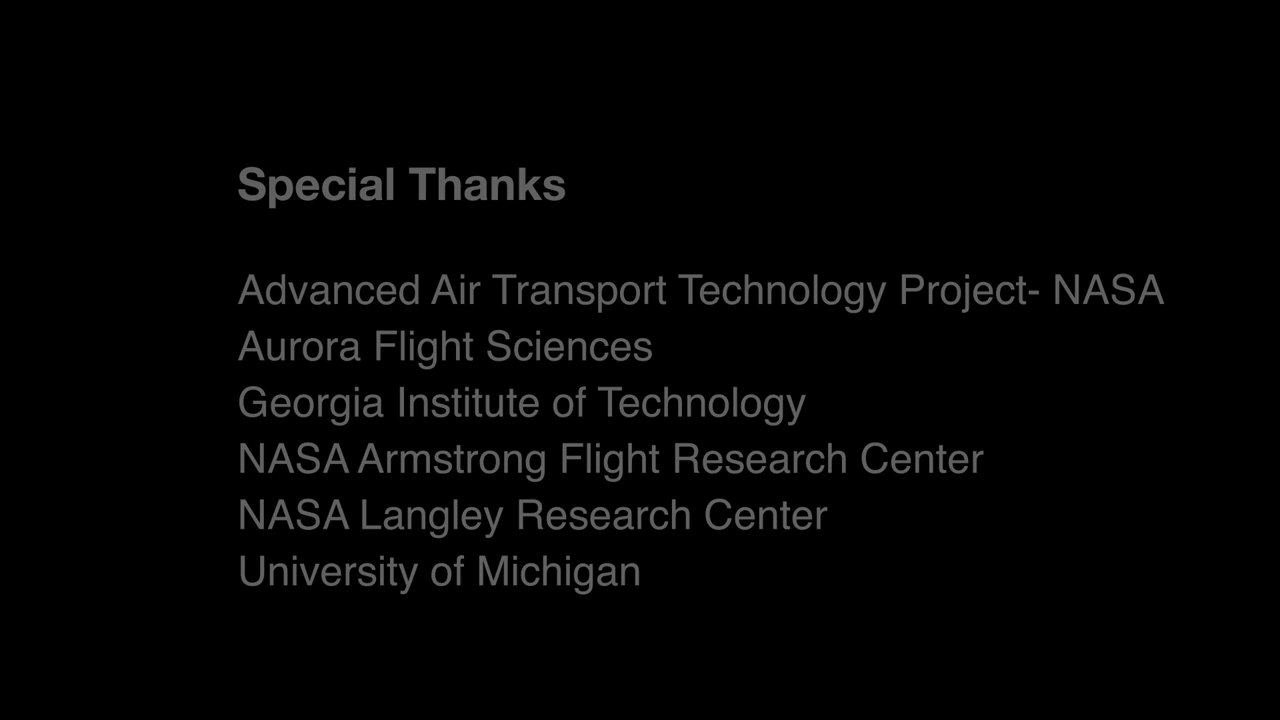 Special Thanks
Advanced Air Transport Technology Project- NASA
Aurora Flight Sciences
Georgia Institute of Technology
NASA Armstrong Flight Research Center
NASA Langley Research Center
University of Michigan